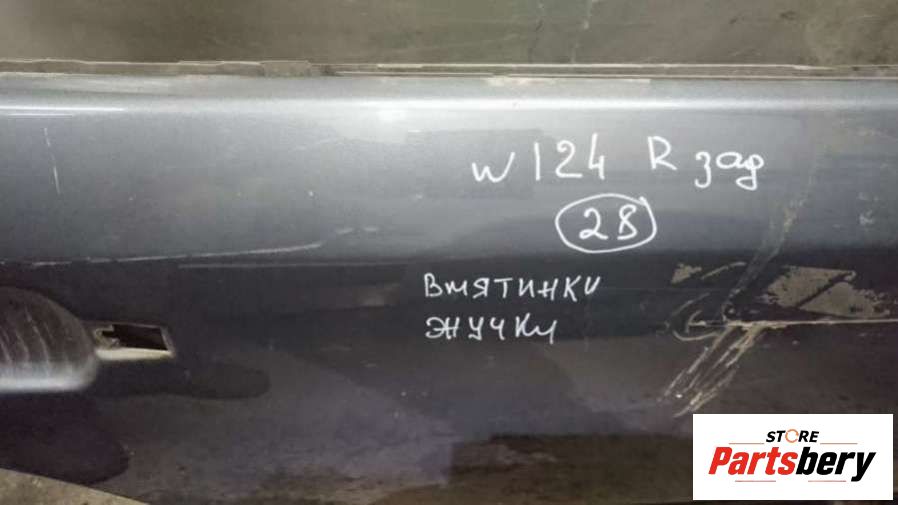 W124 R зад
28
Вмятинки
жучки
STORE
Partsbery